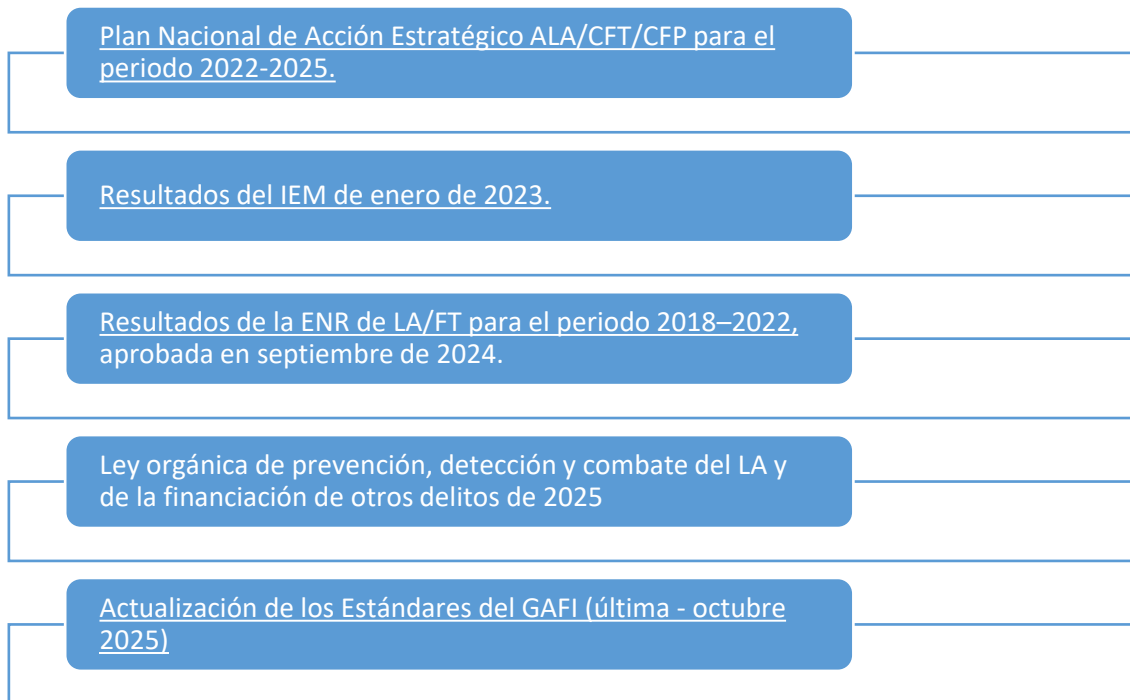 Plan Nacional de Acción Estratégico ALA/CFT/CFP para el
periodo 2022-2025.
Resultados del IEM de enero de 2023.
Resultados de la ENR de LA/FT para el periodo 2018–2022,
aprobada en septiembre de 2024.
Ley orgánica de prevención, detección y combate del LA y
de la financiación de otros delitos de 2025
Actualización de los Estándares del GAFI (última - octubre
2025)